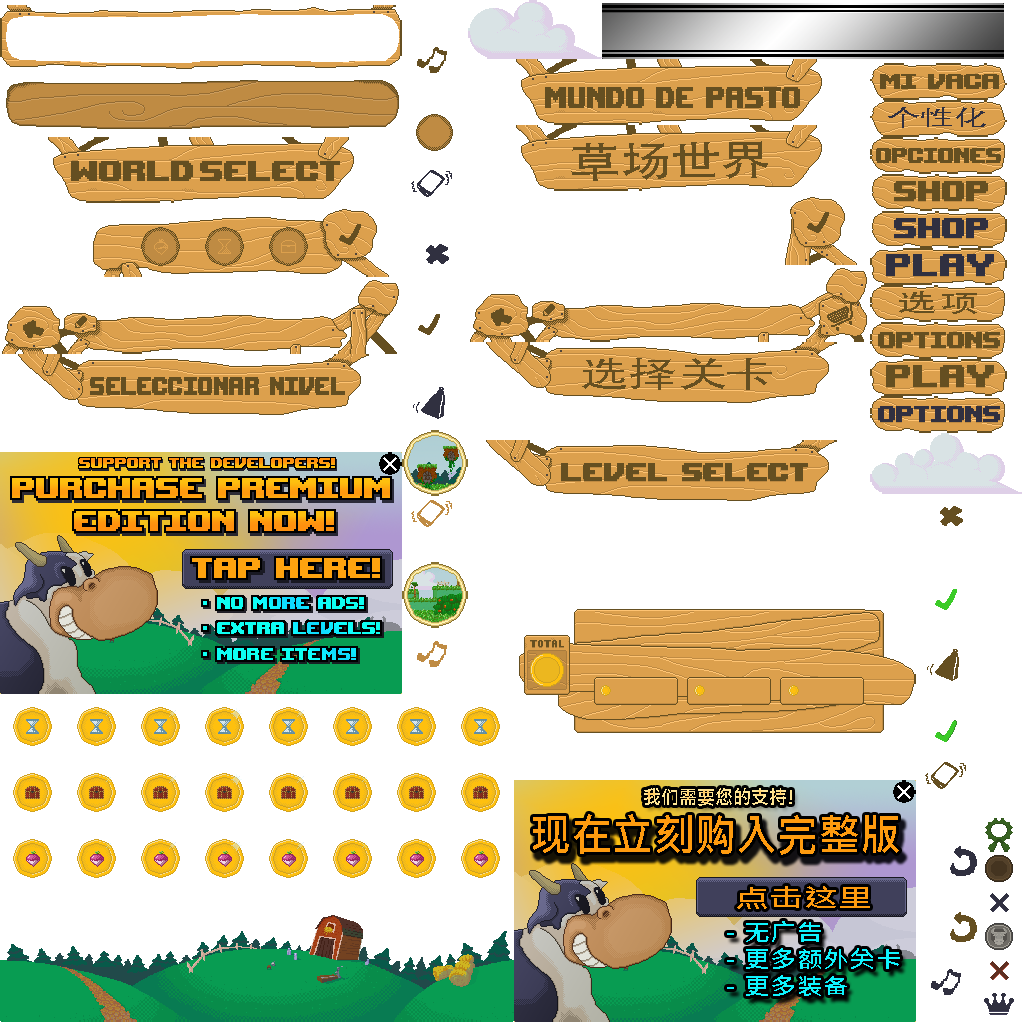 WORLD SELECT
SELECCIONAR NIVEL
MUNDO DE PASTO
草场世界
选择关卡
LEVEL SELECT
MI VACA
个性化
OPCIONES
SHOP
SHOP
PLAY
选项
OPTIONS
PLAY
OPTIONS
SUPPORT THE DEVELOPERS!
PURCHASE PREMIUM
EDITION NOW!
TAP HERE!
· NO MORE ADS!
· EXTRA LEVELS!
· MORE ITEMS!
TOTAL
我们需要您的支持!
现在立刻购入完整版
点击这里
- 无广告
- 更多额外关卡
- 更多装备